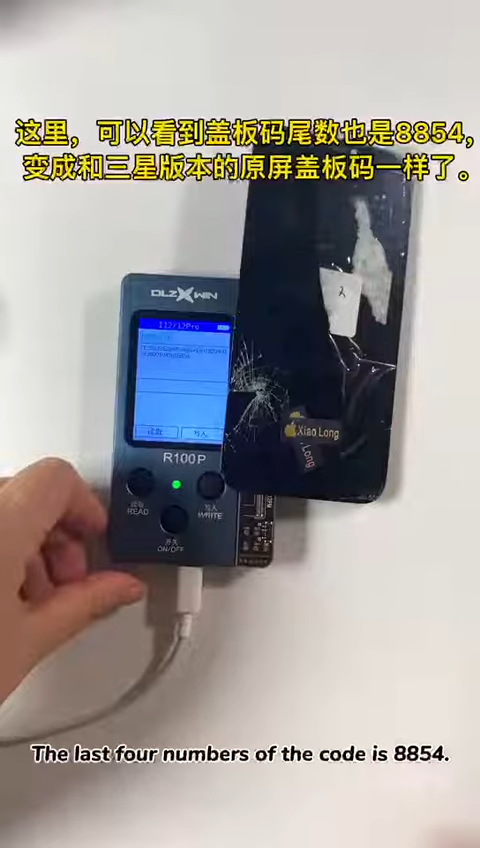 这里，可以看到盖板码尾数也是8854，
变成和三星版本的原屏盖板码一样了。
DLZXWIN
I12/12Pro
读取
写入
R100P
读取
READ
写入
WRITE
开关
ON/OFF
Xiao Long
Long
The last four numbers of the code is 8854.